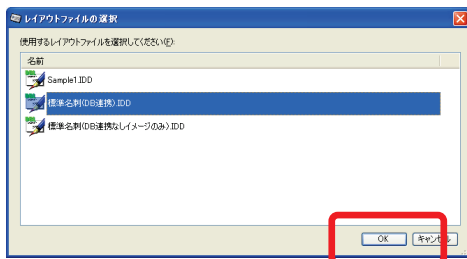 レイアウトファイルの選択
使用するレイアウトファイルを選択してください(F):
名前
Sample1.IDD
標準名刺(DB連携).IDD
標準名刺(DB連携なしイメージのみ).IDD
OK
キャンセル